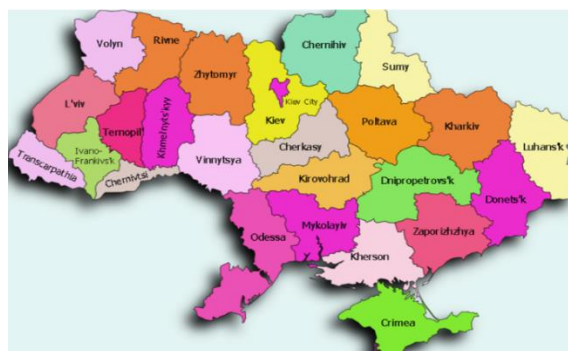 Volyn
Rivne
Zhytomyr
Chernihiv
Sumy
Kiev City
Kiev
L'viv
Ternopil'
Khmelnyts'kyy
Ivano-
Frankivs'k
Transcarpathia
Chernivtsi
Vinnytsya
Cherkasy
Poltava
Kharkiv
Luhans'k
Kirovohrad
Dnipropetrovs'k
Donets'k
Odessa
Mykolayiv
Zaporizhzhya
Kherson
Crimea